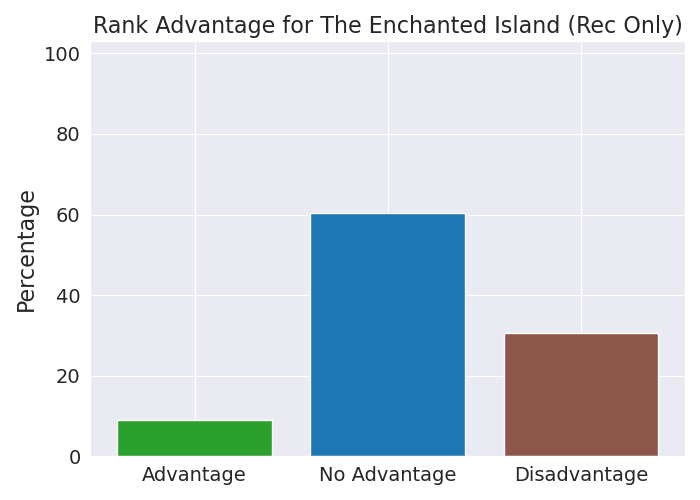 Rank Advantage for The Enchanted Island (Rec Only)
100
80
60
40
20
0
Percentage
Advantage
No Advantage
Disadvantage